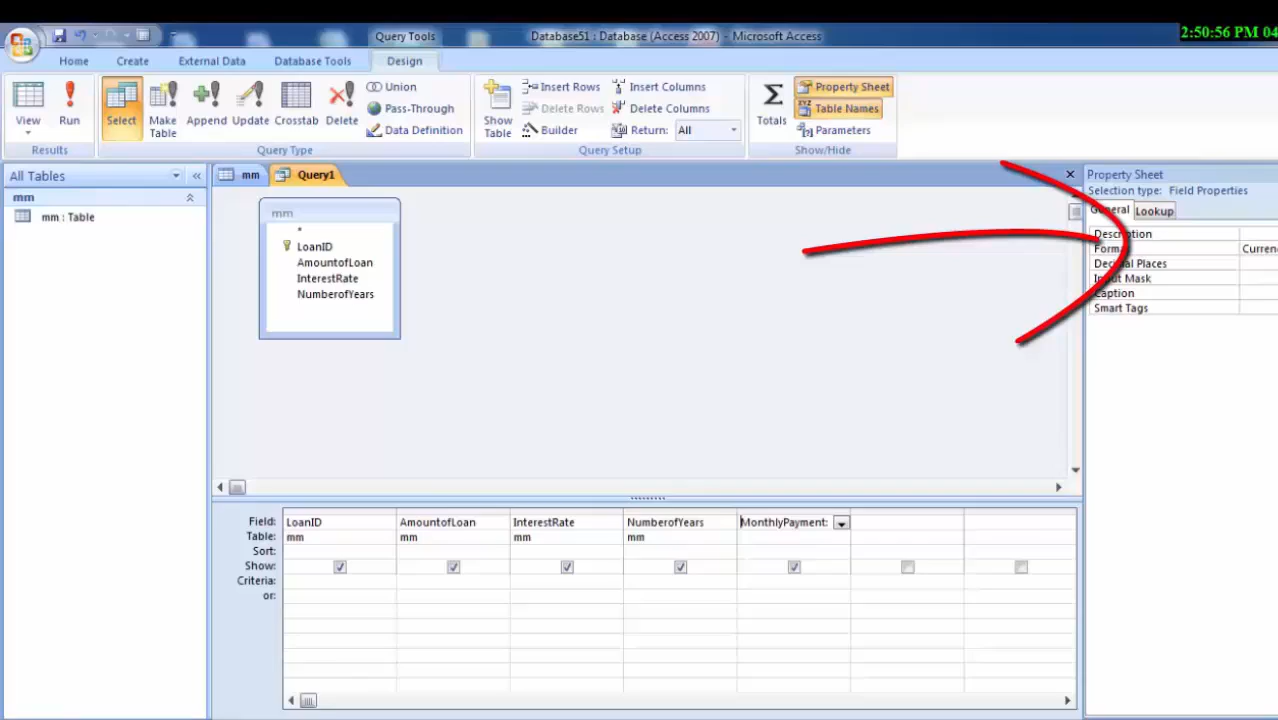 2:50:56 PM 04
Query Tools
Database51 : Database (Access 2007) - Microsoft Access
Home Create External Data Database Tools Design
View Run Select Make Table Append Update Crosstab Delete
Union
Pass-Through
Data Definition
Show Table
Insert Rows
Delete Rows
Builder
Insert Columns
Delete Columns
Return: All
Totals
Property Sheet
Table Names
Parameters
Results Query Type Query Setup Show/Hide
All Tables
mm
mm : Table
mm Query1
mm
*
LoanID
AmountofLoan
InterestRate
NumberofYears
Property Sheet
Selection type: Field Properties
General Lookup
Description
Format Curren
Decimal Places
Input Mask
Caption
Smart Tags
Field: LoanID AmountofLoan InterestRate NumberofYears MonthlyPayment:
Table: mm mm mm mm
Sort:
Show:
Criteria:
or: